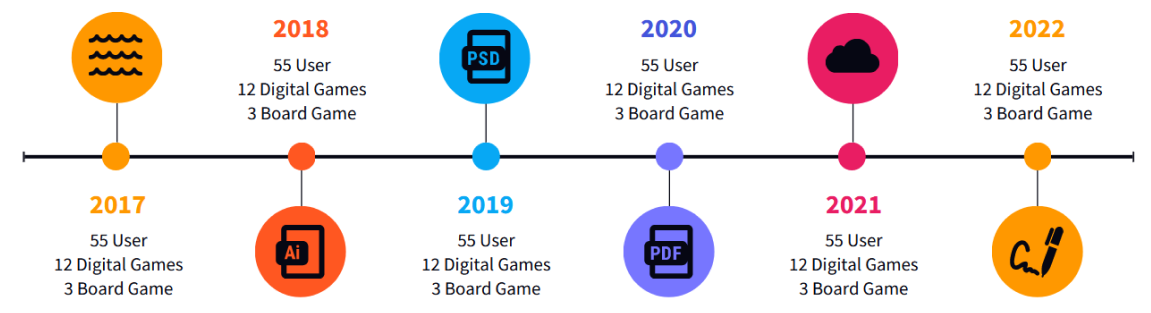 2017
55 User
12 Digital Games
3 Board Game
2018
55 User
12 Digital Games
3 Board Game
Ai
PSD
2019
55 User
12 Digital Games
3 Board Game
2020
55 User
12 Digital Games
3 Board Game
PDF
2021
55 User
12 Digital Games
3 Board Game
2022
55 User
12 Digital Games
3 Board Game